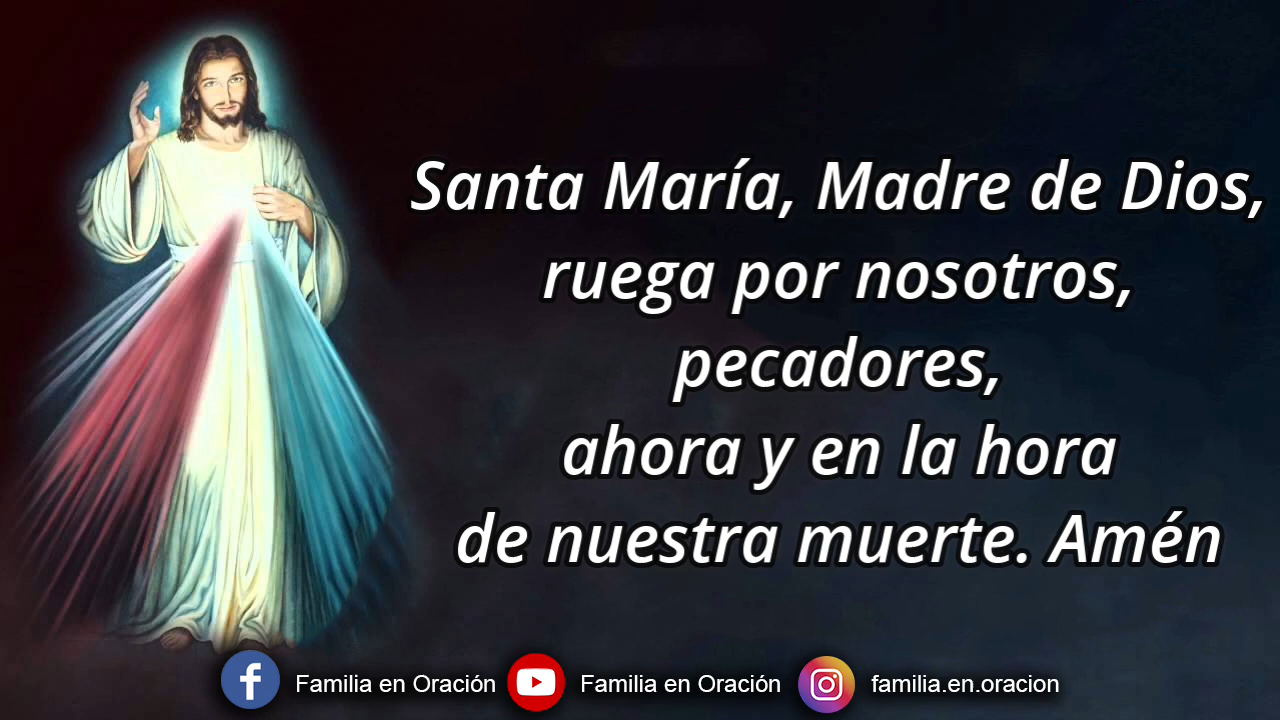 Santa María, Madre de Dios,
ruega por nosotros,
pecadores,
ahora y en la hora
de nuestra muerte. Amén
Familia en Oración
Familia en Oración
familia.en.oracion